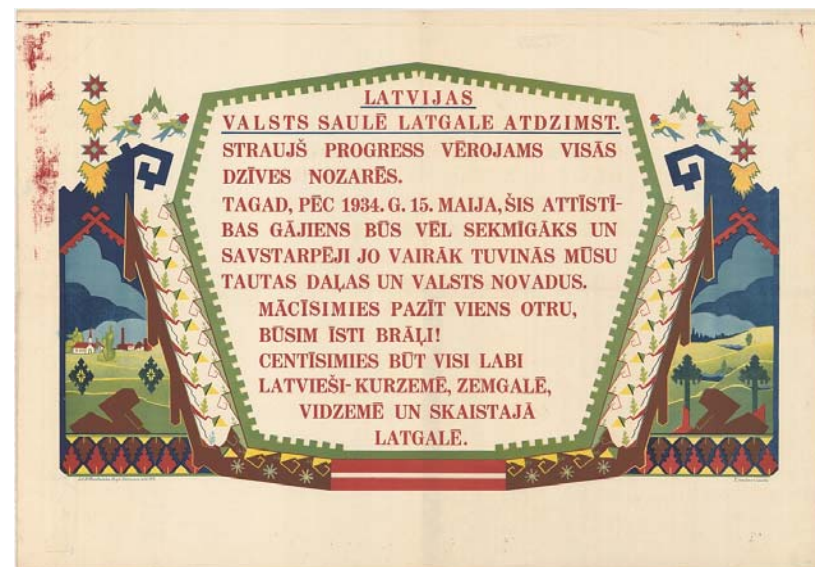 LATVIJAS
VALSTS SAULĒ LATGALE ATDZIMST.
STRAUJŠ PROGRESS VĒROJAMS VISĀS
DZĪVES NOZARĒS.
TAGAD, PĒC 1934. G. 15. MAIJA, ŠIS ATTĪSTĪ-
BAS GĀJIENS BŪS VĒL SEKMĪGĀKS UN
SAVSTARPĒJI JO VAIRĀK TUVINĀS MŪSU
TAUTAS DAĻAS UN VALSTS NOVADUS.
MĀCĪSIMIES PAZĪT VIENS OTRU,
BŪSIM ĪSTI BRĀĻI!
CENTĪSIMIES BŪT VISI LABI
LATVIEŠI-KURZEMĒ, ZEMGALĒ,
VIDZEMĒ UN SKAISTAJĀ
LATGALĒ.